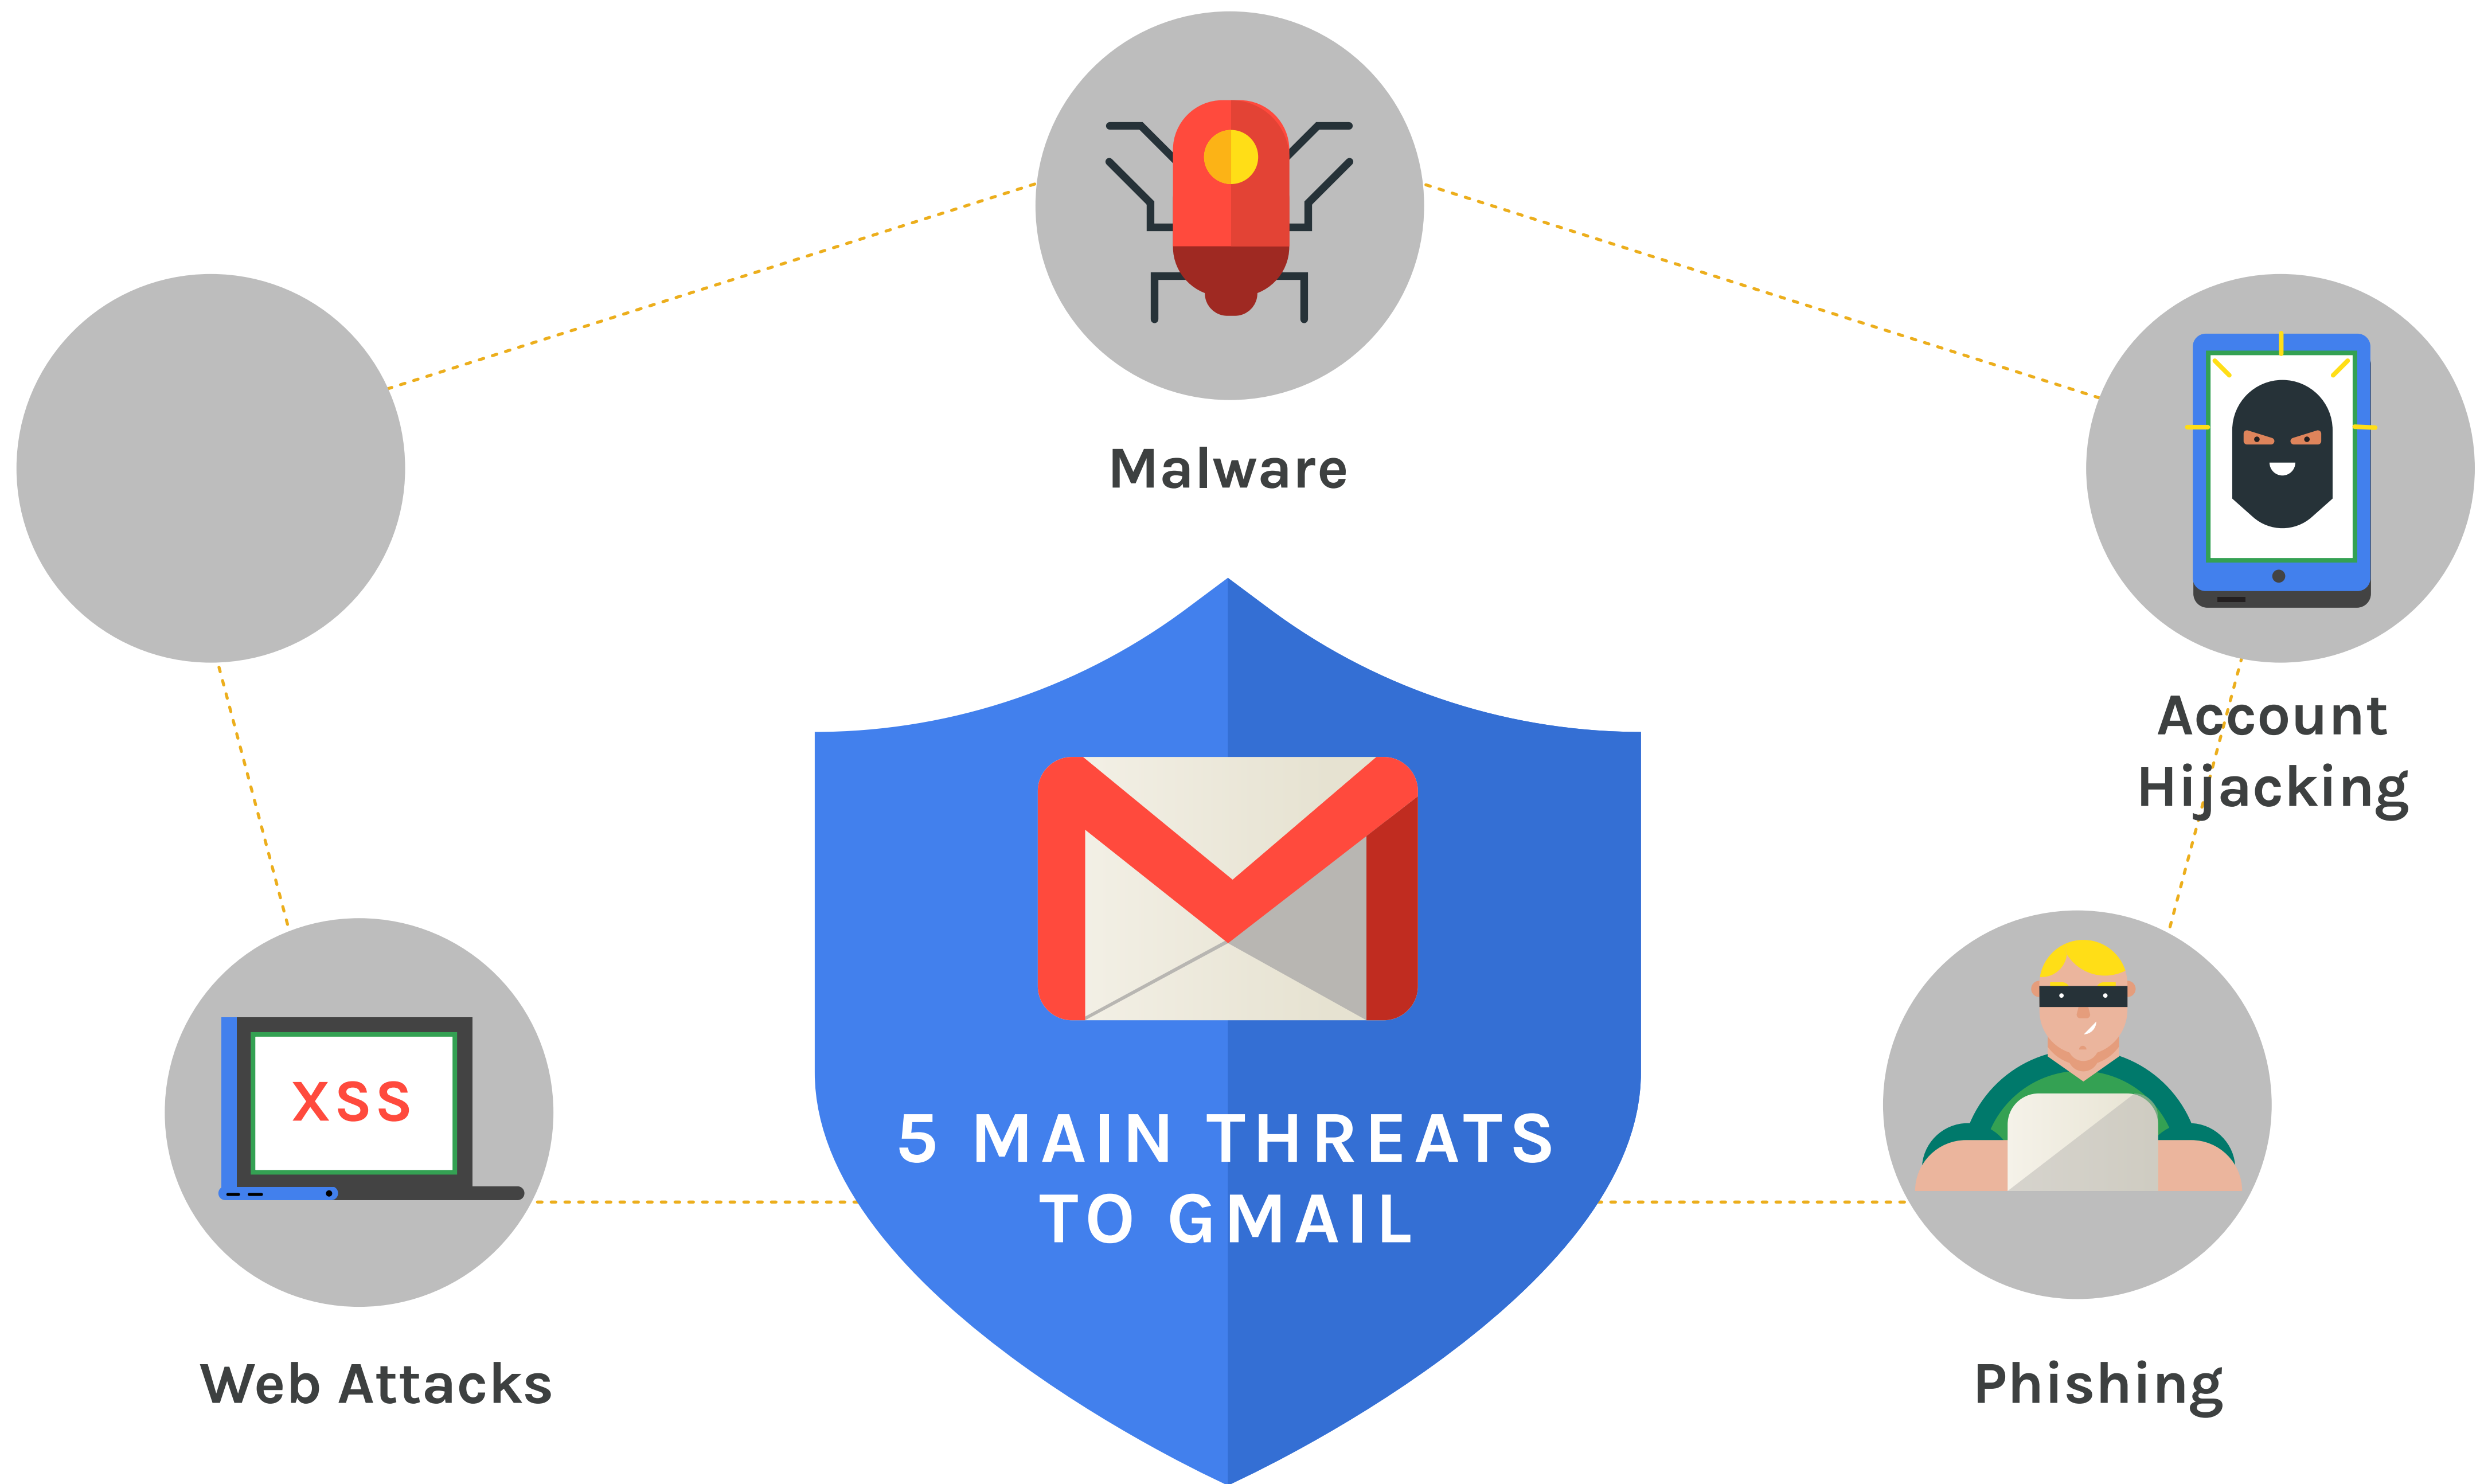 Malware
Account
Hijacking
XSS
5 MAIN THREATS
TO GMAIL
Web Attacks
Phishing